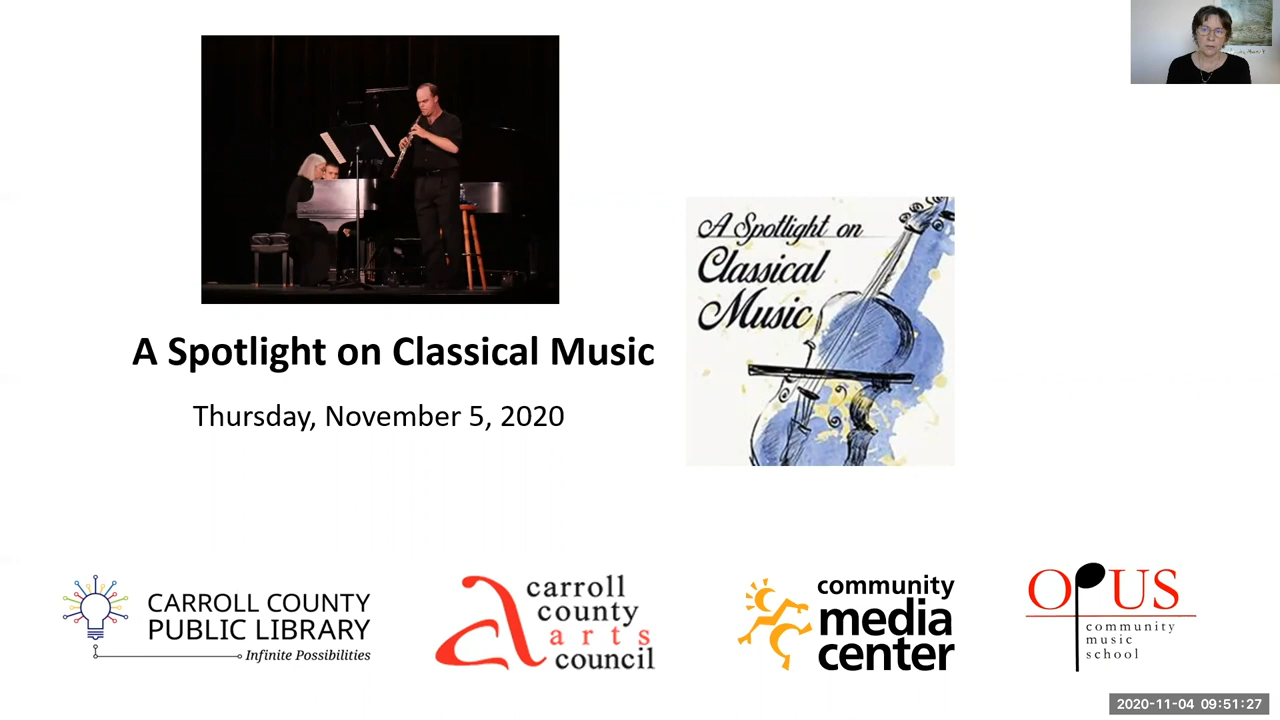 A Spotlight on
Classical
Music
A Spotlight on Classical Music
Thursday, November 5, 2020
CARROLL COUNTY
PUBLIC LIBRARY
Infinite Possibilities
carroll
county
arts
council
community
media
center
OPUS
community
music
school
2020-11-04 09:51:27